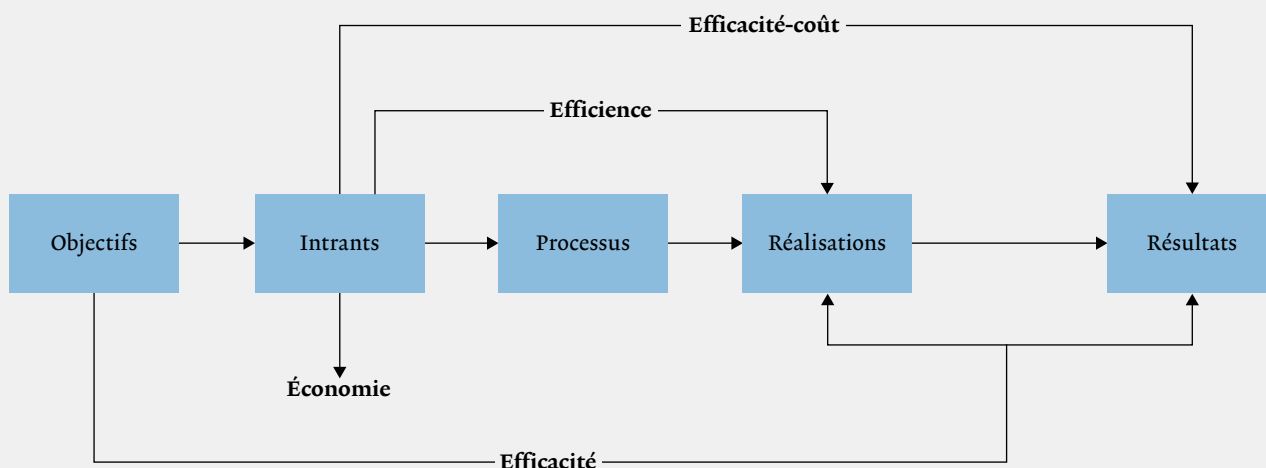 Efficacité-coût
Efficience
Objectifs
Intrants
Processus
Réalisations
Résultats
Économie
Efficacité